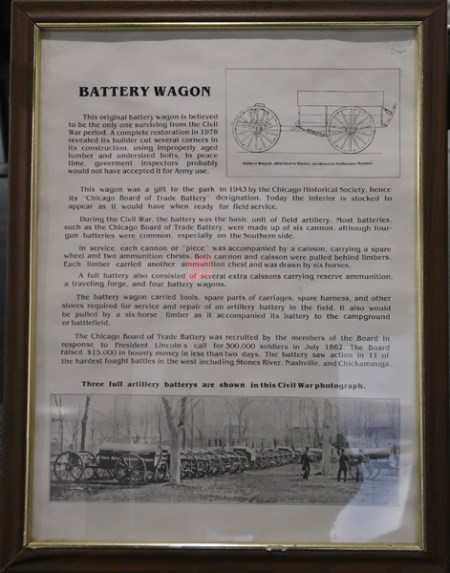 BATTERY WAGON
This original battery wagon is believed
to be the only one surviving from the Civil
War period. A complete restoration in 1978
revealed its builder cut several corners in
its construction, using improperly aged
lumber and undersized bolts. In peace
time, goverment inspectors probably
would not have accepted it for Army use.
Battery Wagon, attached to limber, as shown in Ordnance Manual.
This wagon was a gift to the park in 1943 by the Chicago Historical Society, hence
its "Chicago Board of Trade Battery" designation. Today the interior is stocked to
appear as it would have when ready for field service.
During the Civil War, the battery was the basic unit of field artillery. Most batteries,
such as the Chicago Board of Trade Battery, were made up of six cannon, although four-
gun batteries were common, especially on the Southern side.
In service, each cannon or "piece" was accompanied by a caisson, carrying a spare
wheel and two ammunition chests. Both cannon and caisson were pulled behind limbers.
Each limber carried another ammunition chest and was drawn by six horses.
A full battery also consisted of several extra caissons carrying reserve ammunition,
a traveling forge, and four battery wagons.
The battery wagon carried tools, spare parts of carriages, spare harness, and other
stores required for service and repair of an artillery battery in the field. It also would
be pulled by a six-horse limber as it accompanied its battery to the campground
or battlefield.
The Chicago Board of Trade Battery was recruited by the members of the Board in
response to President Lincoln's call for 300,000 soldiers in July 1862. The Board
raised $15,000 in bounty money in less than two days. The battery saw action in 11 of
the hardest fought battles in the west including Stones River, Nashville, and Chickamauga.
Three full artillery batterys are shown in this Civil War photograph.